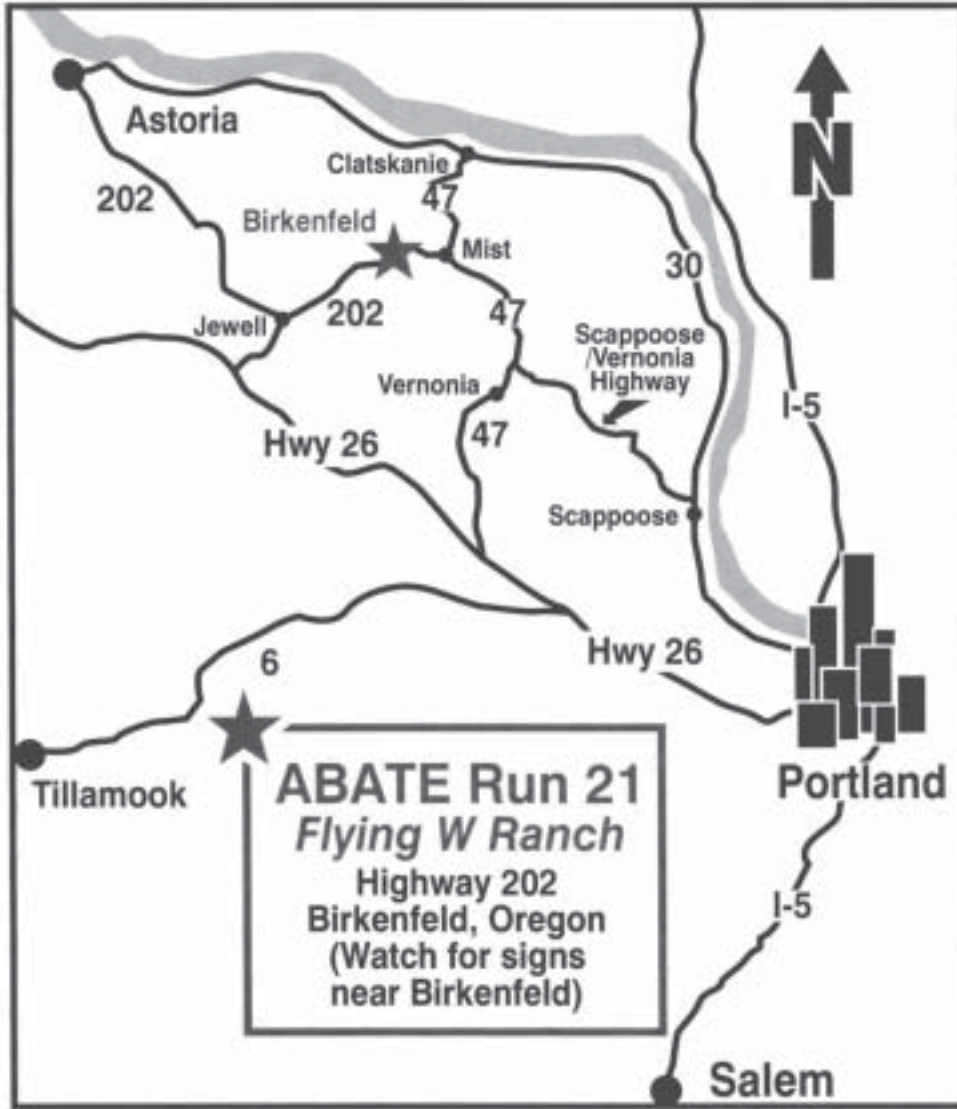 Astoria
N
Clatskanie
202
47
Birkenfeld
Mist
30
Jewell
202
47
Scappoose
/Vernonia
Highway
Vernonia
I-5
Hwy 26
47
Scappoose
6
Hwy 26
Tillamook
Portland
ABATE Run 21
Flying W Ranch
Highway 202
Birkenfeld, Oregon
(Watch for signs
near Birkenfeld)
I-5
Salem